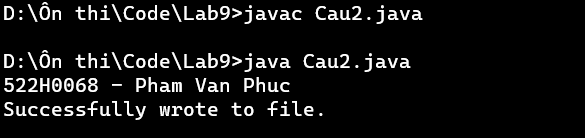 D:\Ôn thi\Code\Lab9>javac Cau2.java
D:\Ôn thi\Code\Lab9>java Cau2.java
522H0068 - Pham Van Phuc
Successfully wrote to file.